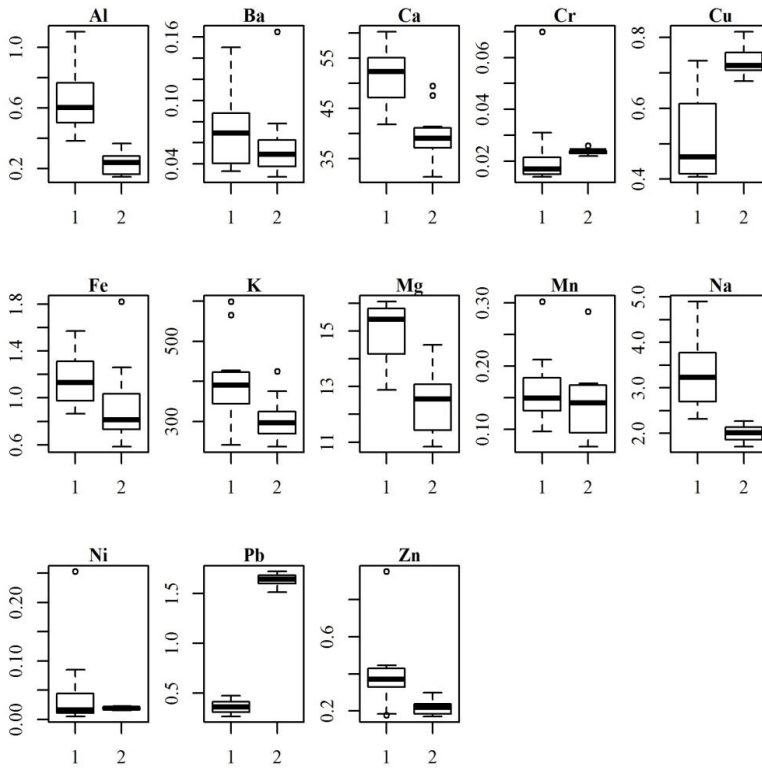 Al Ba Ca Cr Cu
0.2 0.6 1.0 0.04 0.10 0.16 35 45 55 0.02 0.04 0.06 0.4 0.6 0.8
1 2 1 2 1 2 1 2 1 2
Fe K Mg Mn Na
0.6 1.0 1.4 1.8 300 500 11 13 15 0.10 0.20 0.30 2.0 3.0 4.0 5.0
1 2 1 2 1 2 1 2 1 2
Ni Pb Zn
0.00 0.10 0.20 0.5 1.0 1.5 0.2 0.6
1 2 1 2 1 2